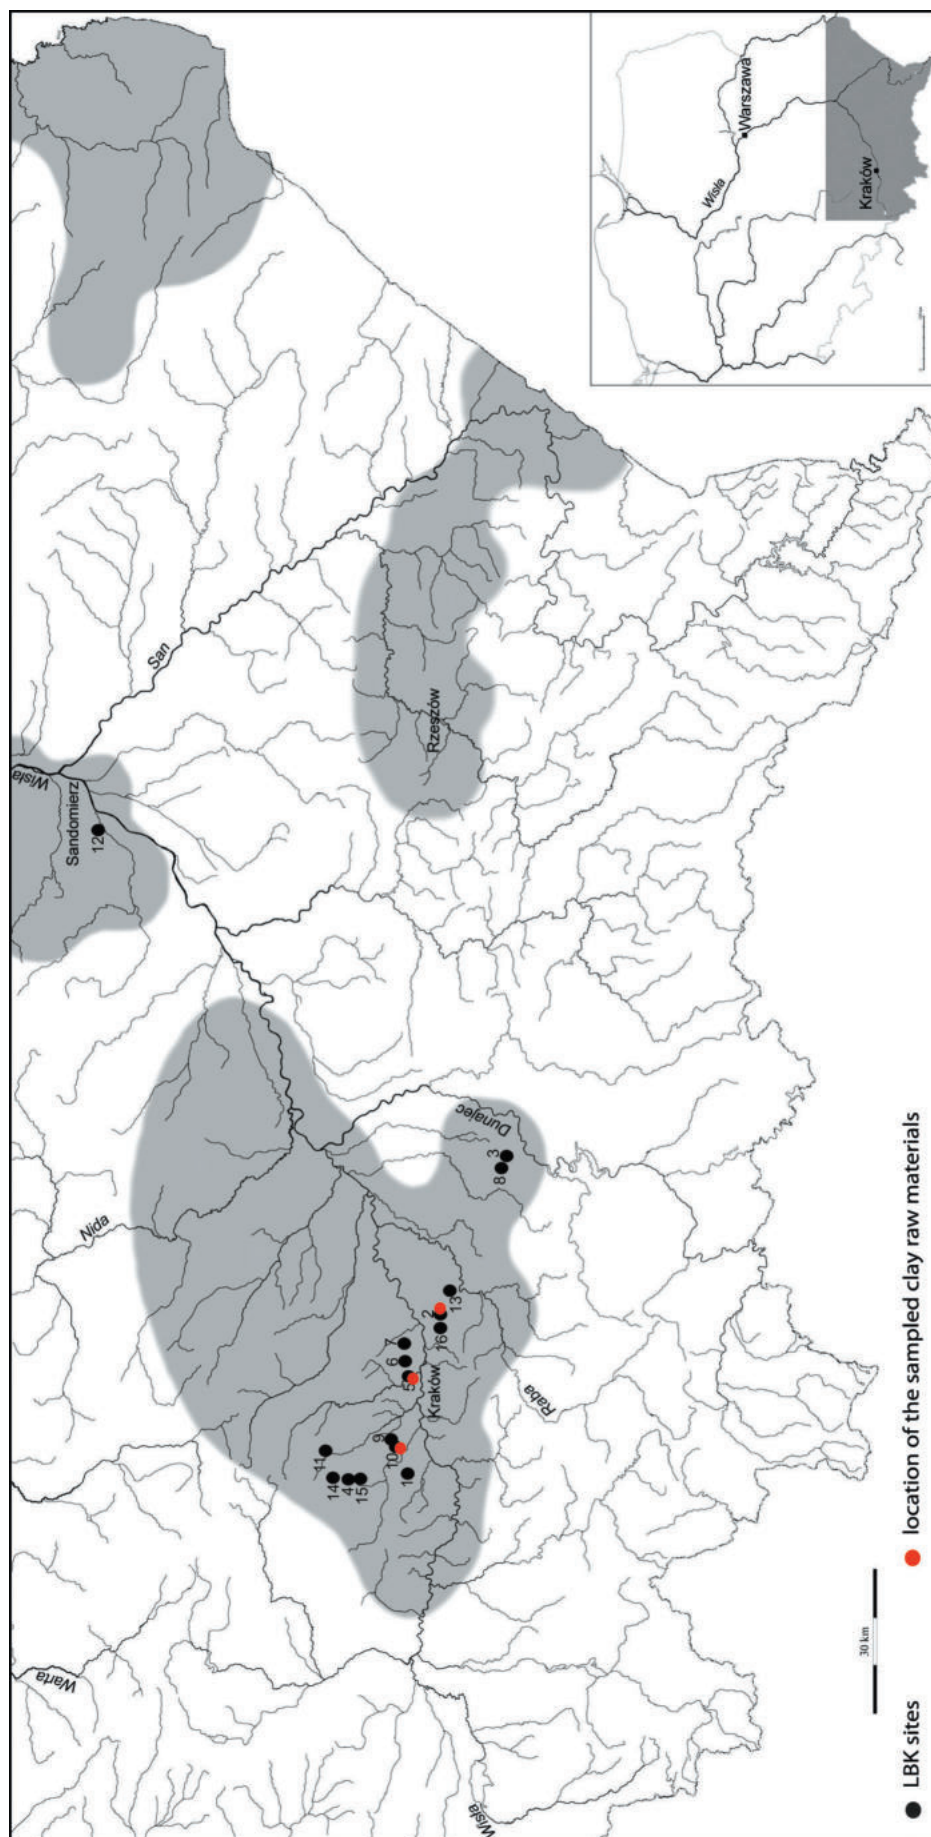 Warta
Nida
Wisła
Sandomierz
12
San
Rzeszów
11
14
4
15
9
10
1
5
6
7
Kraków
16
2
13
Raba
8
3
Dunajec
Wisła
Wisła
Warszawa
Kraków
30 km
LBK sites
location of the sampled clay raw materials